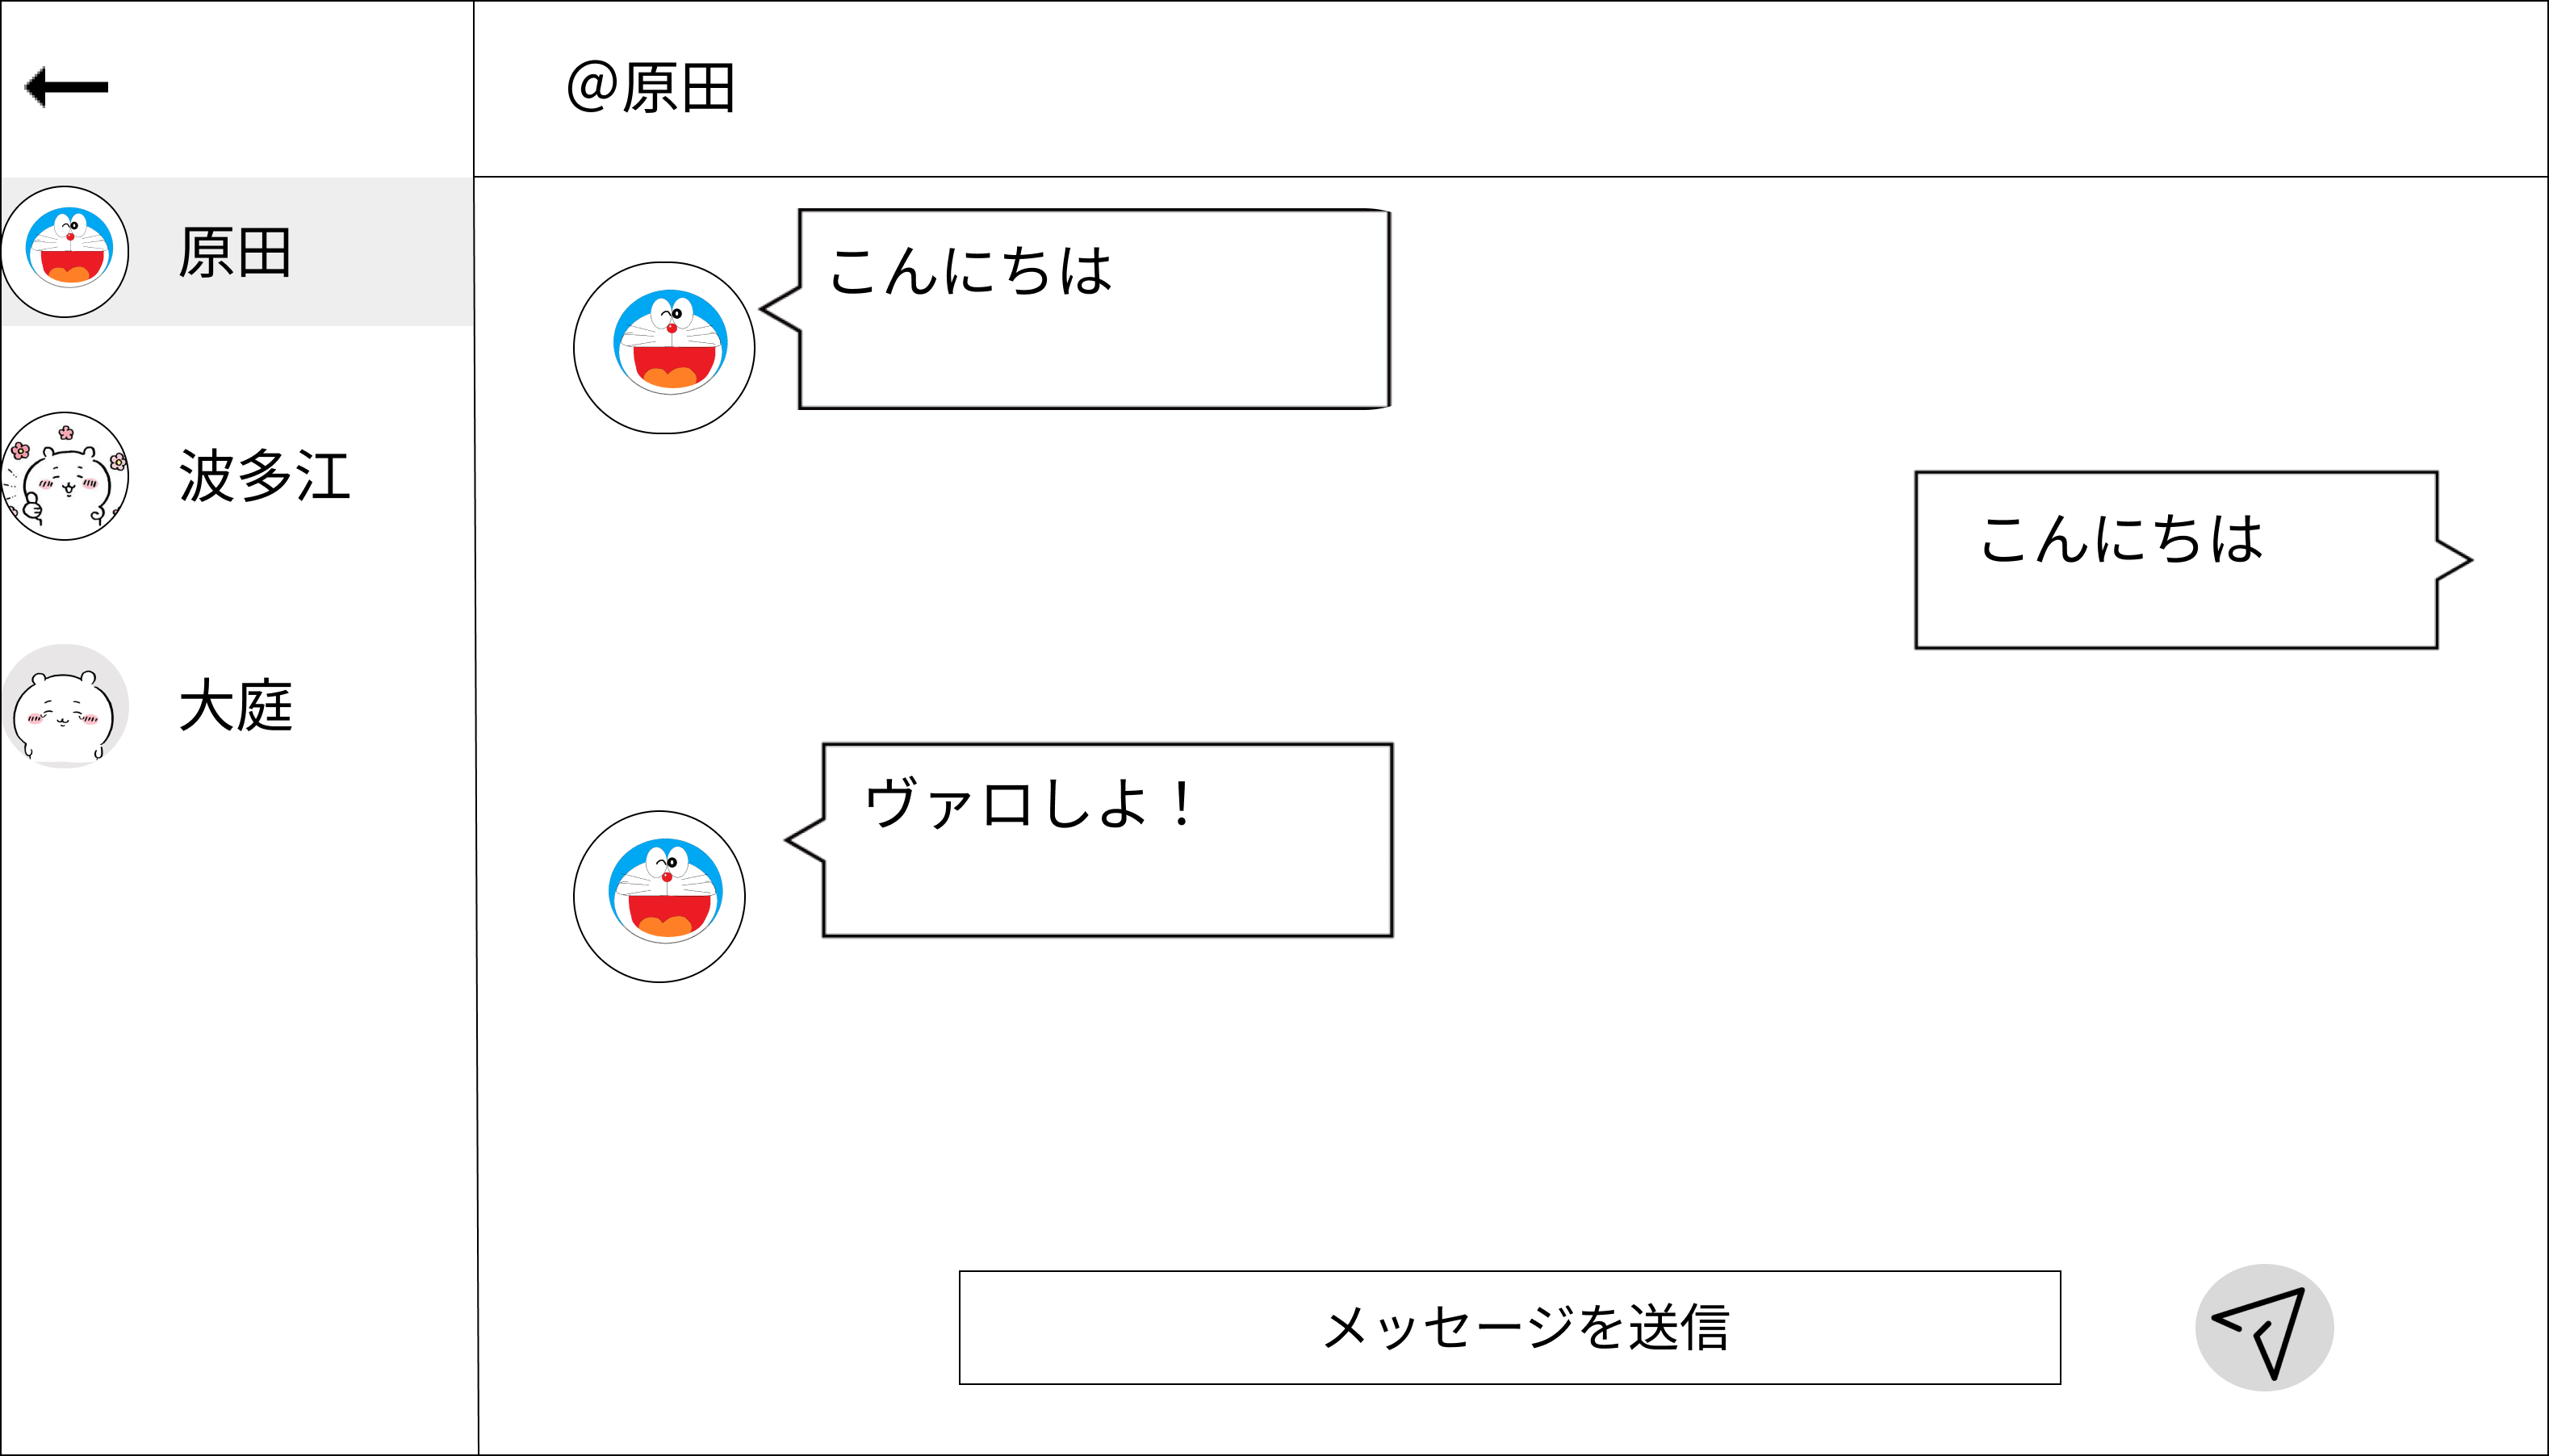 @原田
原田
波多江
大庭
こんにちは
こんにちは
ヴァロしよ！
メッセージを送信